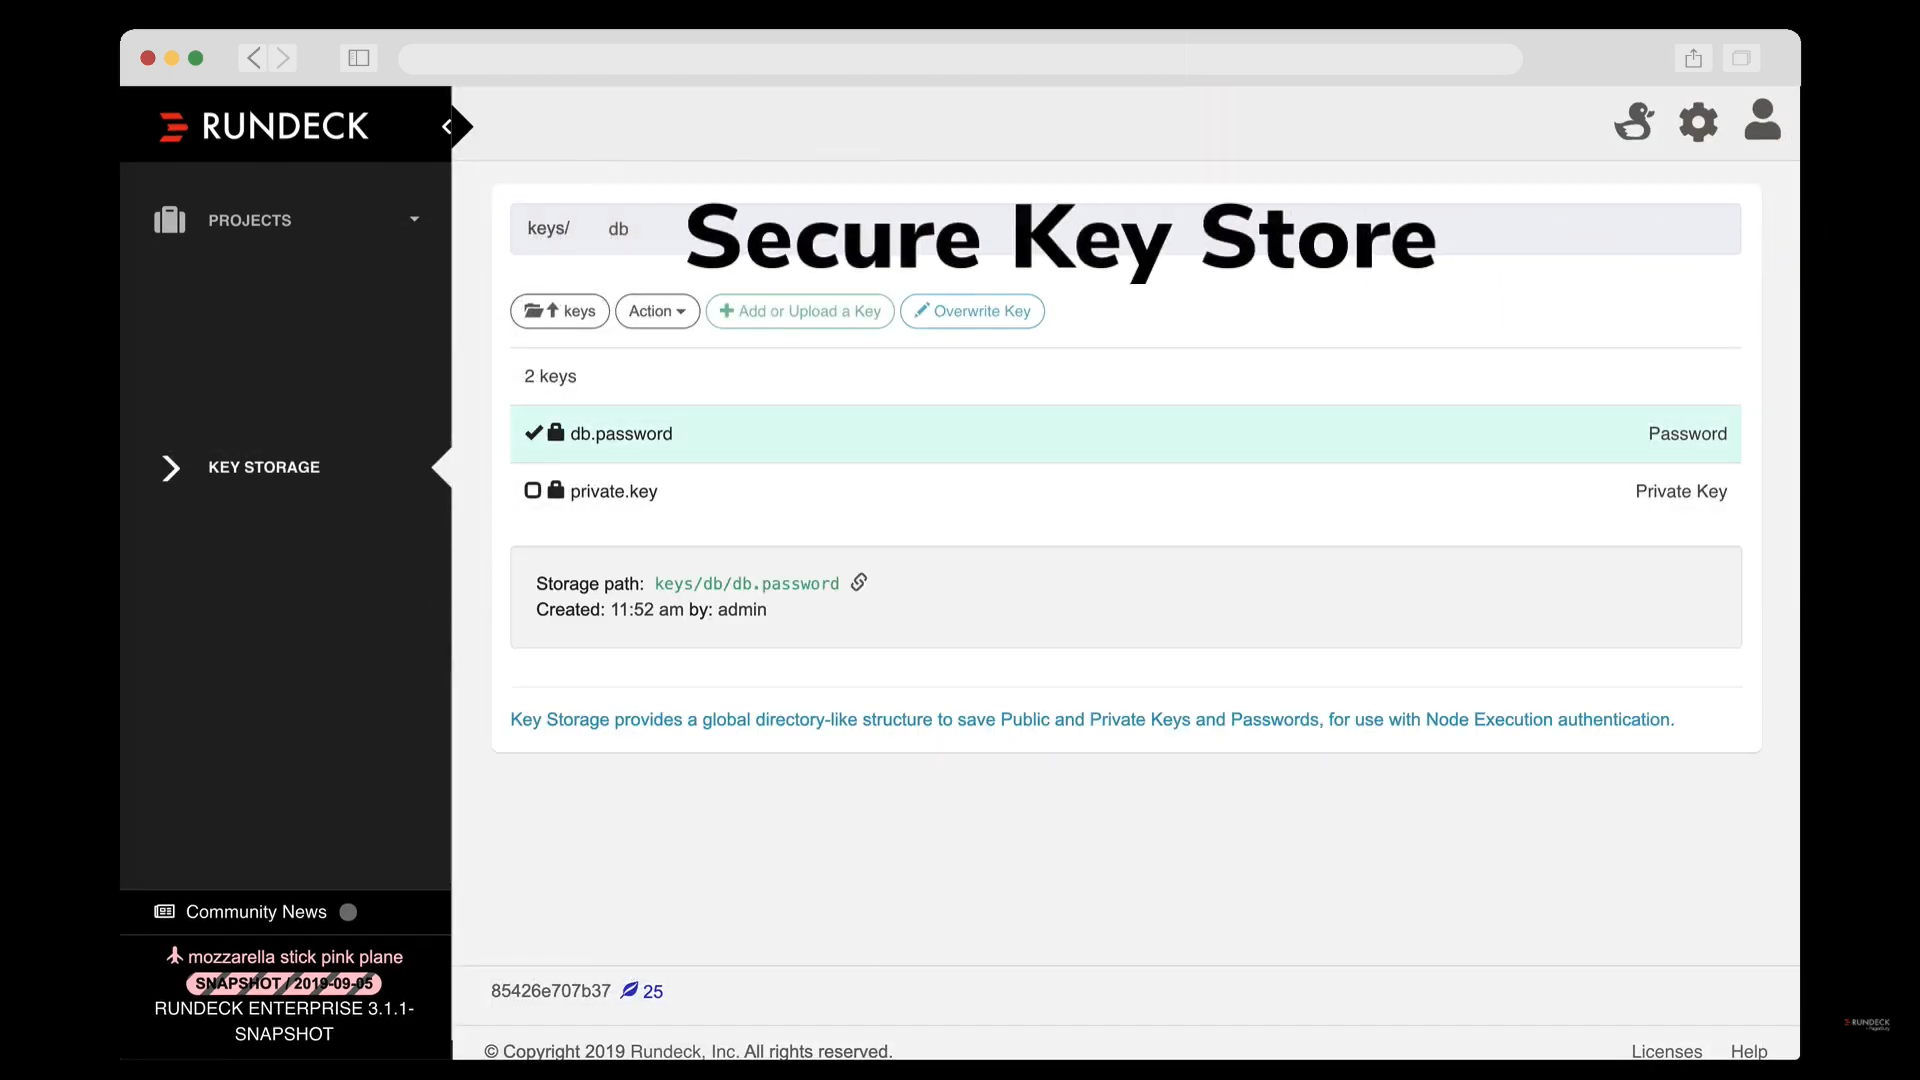 RUNDECK
PROJECTS
KEY STORAGE
Community News
mozzarella stick pink plane
SNAPSHOT / 2019-09-05
RUNDECK ENTERPRISE 3.1.1-
SNAPSHOT
keys/ db
Secure Key Store
keys Action Add or Upload a Key Overwrite Key
2 keys
db.password Password
private.key Private Key
Storage path: keys/db/db.password
Created: 11:52 am by: admin
Key Storage provides a global directory-like structure to save Public and Private Keys and Passwords, for use with Node Execution authentication.
85426e707b37 25
© Copyright 2019 Rundeck, Inc. All rights reserved. Licenses Help
RUNDECK